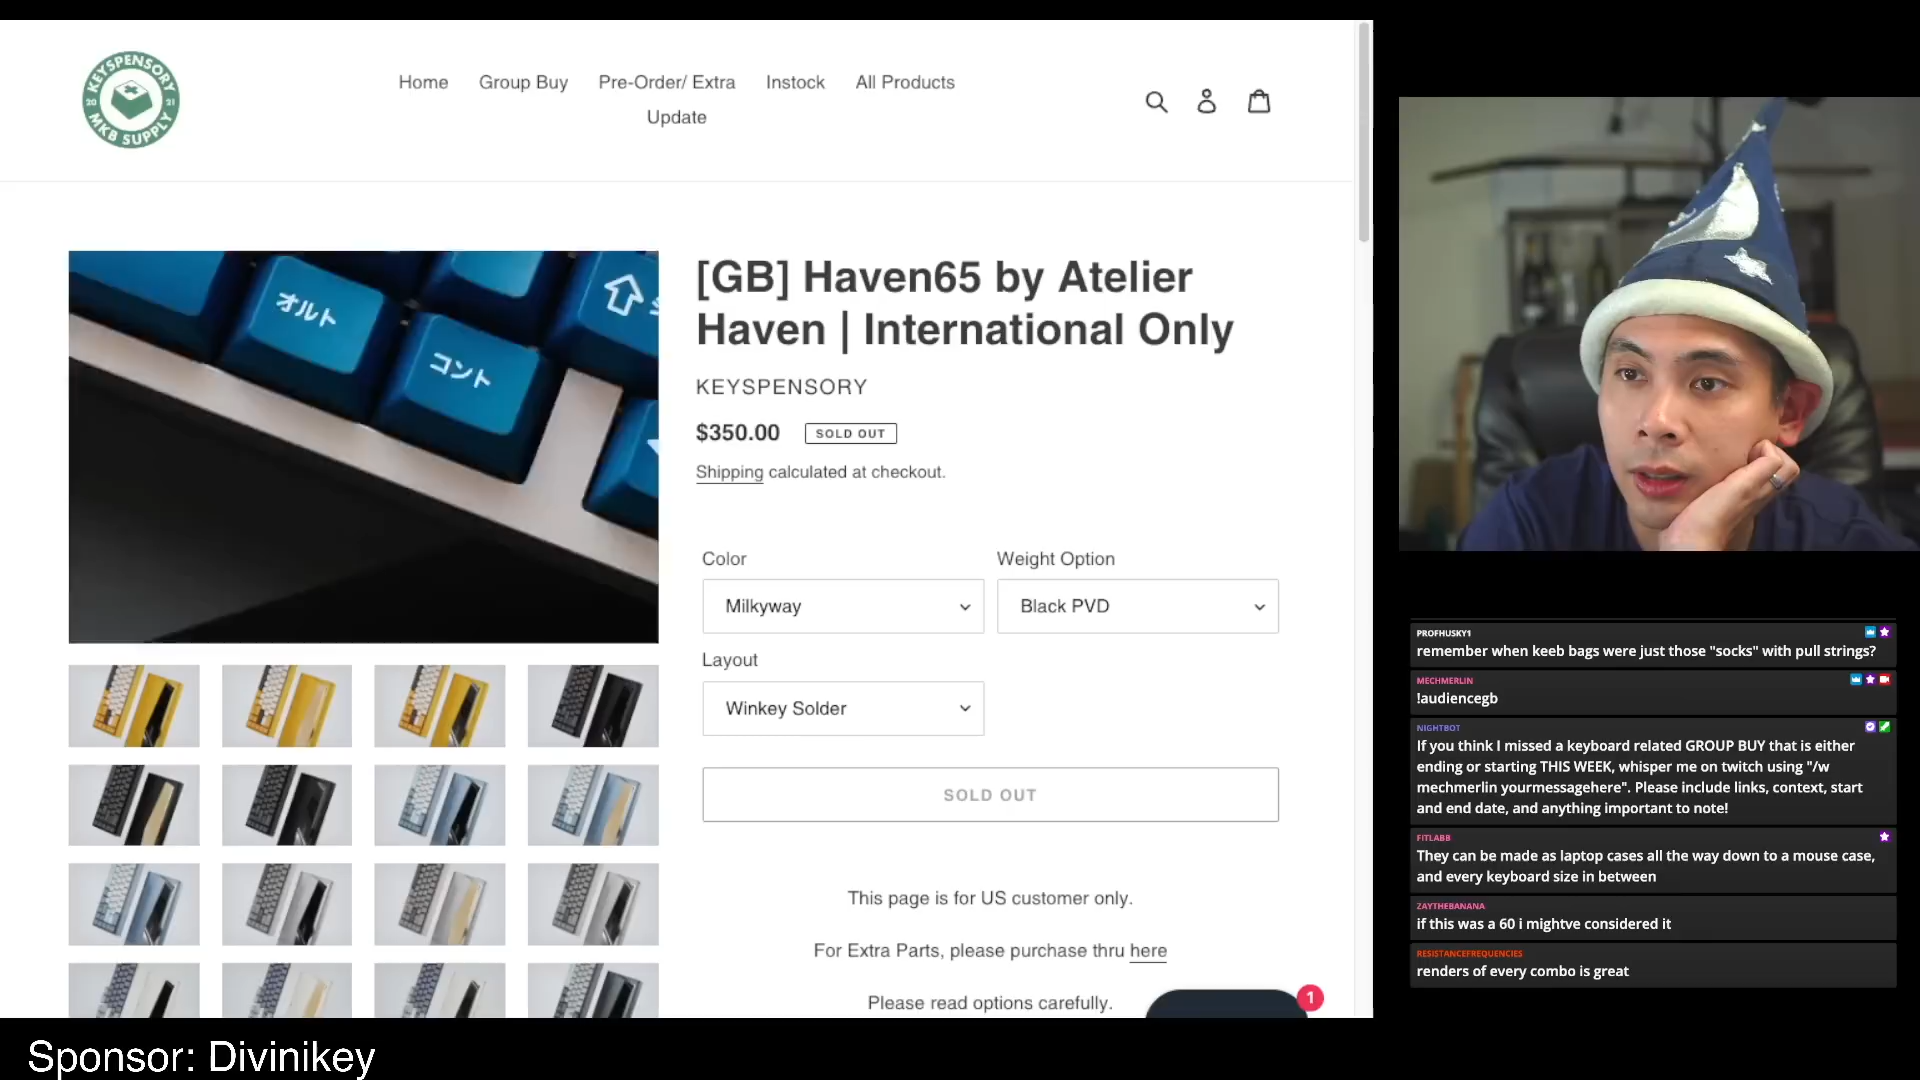 KEYSPENSORY
20 21
MKB SUPPLY
Home
Group Buy
Pre-Order/ Extra
Instock
All Products
Update
オルト
コント
[GB] Haven65 by Atelier
Haven | International Only
KEYSPENSORY
$350.00
SOLD OUT
Shipping calculated at checkout.
Color
Weight Option
Milkyway
Black PVD
Layout
Winkey Solder
SOLD OUT
This page is for US customer only.
For Extra Parts, please purchase thru here
Please read options carefully.
1
PROFHUSKY1
remember when keeb bags were just those "socks" with pull strings?
MECHMERLIN
!audiencegb
NIGHTBOT
If you think I missed a keyboard related GROUP BUY that is either
ending or starting THIS WEEK, whisper me on twitch using "/w
mechmerlin yourmessagehere". Please include links, context, start
and end date, and anything important to note!
FITLABB
They can be made as laptop cases all the way down to a mouse case,
and every keyboard size in between
ZAYTHEBANANA
if this was a 60 i mightve considered it
RESISTANCEFREQUENCIES
renders of every combo is great
Sponsor: Divinikey